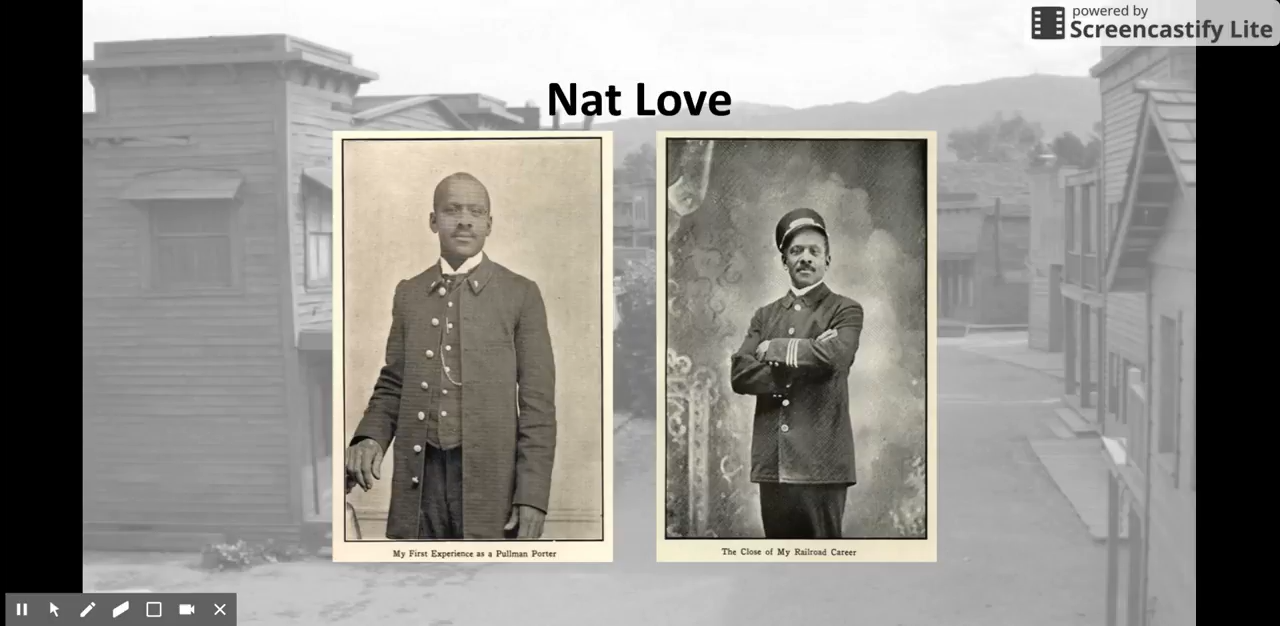 powered by
Screencastify Lite
Nat Love
My First Experience as a Pullman Porter
The Close of My Railroad Career